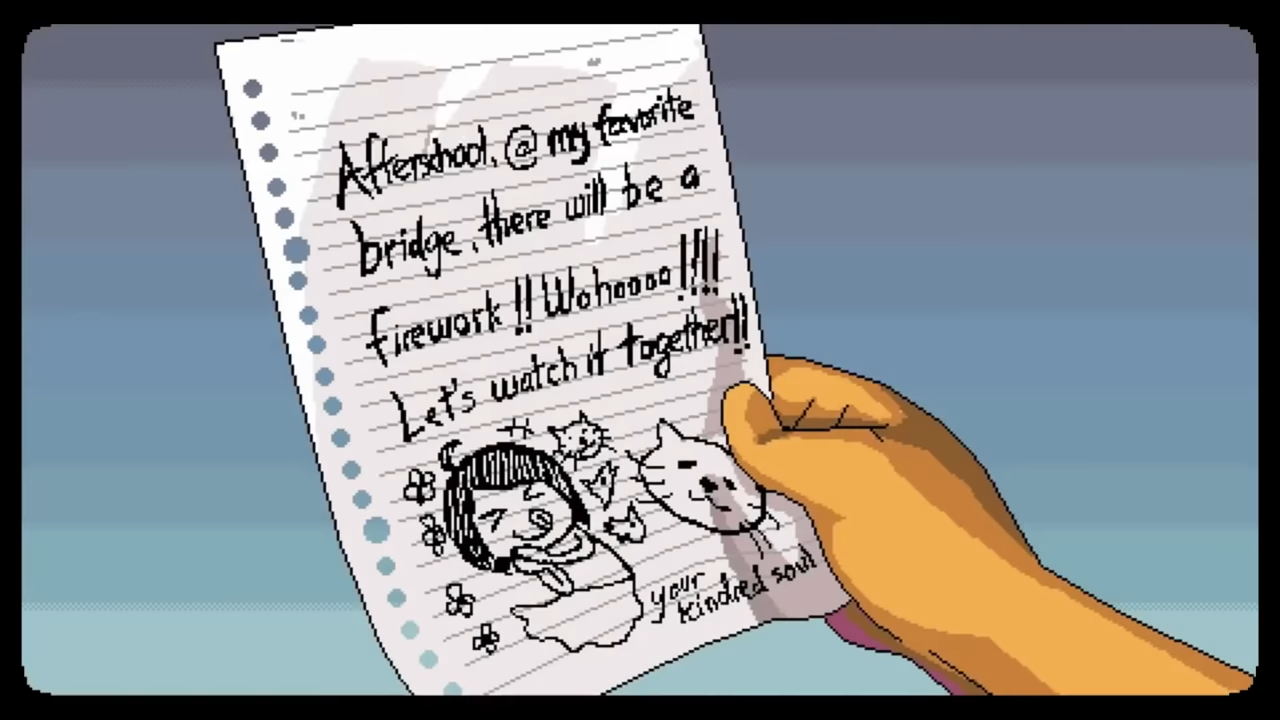 Afterschool, @ my favorite
bridge, there will be a
firework !! Wohoooo !!!!
Let's watch it together!!
your
kindred soul